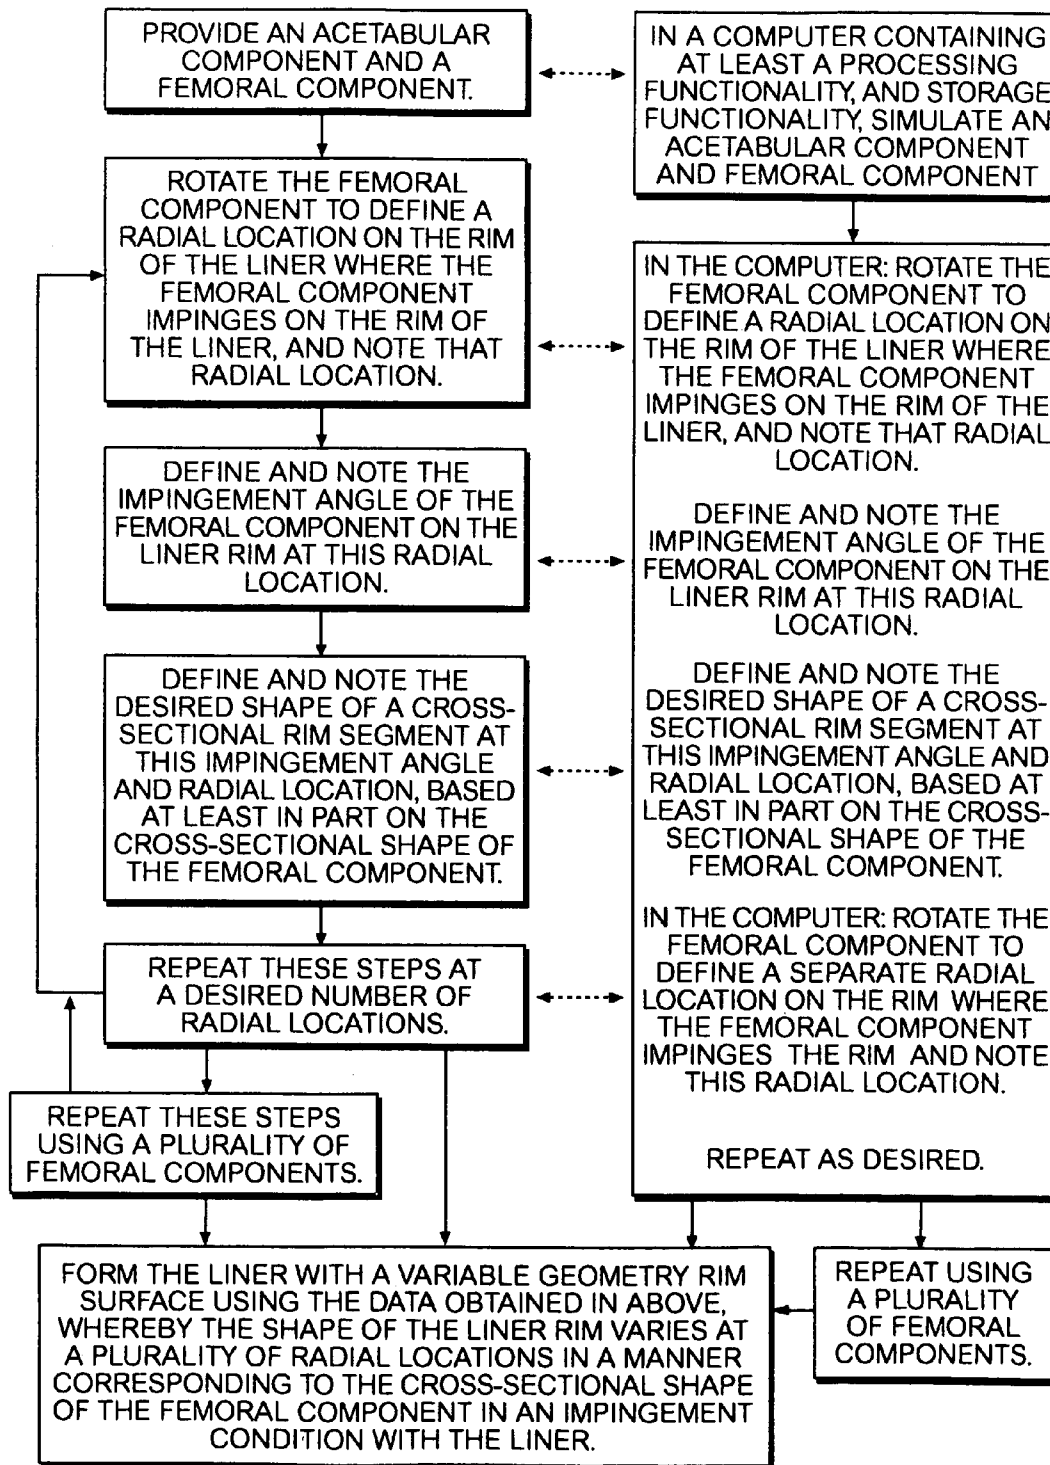 PROVIDE AN ACETABULAR
COMPONENT AND A
FEMORAL COMPONENT.
ROTATE THE FEMORAL
COMPONENT TO DEFINE A
RADIAL LOCATION ON THE RIM
OF THE LINER WHERE THE
FEMORAL COMPONENT
IMPINGES ON THE RIM OF
THE LINER, AND NOTE THAT
RADIAL LOCATION.
DEFINE AND NOTE THE
IMPINGEMENT ANGLE OF THE
FEMORAL COMPONENT ON THE
LINER RIM AT THIS RADIAL
LOCATION.
DEFINE AND NOTE THE
DESIRED SHAPE OF A CROSS-
SECTIONAL RIM SEGMENT AT
THIS IMPINGEMENT ANGLE
AND RADIAL LOCATION, BASED
AT LEAST IN PART ON THE
CROSS-SECTIONAL SHAPE OF
THE FEMORAL COMPONENT.
REPEAT THESE STEPS AT
A DESIRED NUMBER OF
RADIAL LOCATIONS.
REPEAT THESE STEPS
USING A PLURALITY OF
FEMORAL COMPONENTS.
IN A COMPUTER CONTAINING
AT LEAST A PROCESSING
FUNCTIONALITY, AND STORAGE
FUNCTIONALITY, SIMULATE AN
ACETABULAR COMPONENT
AND FEMORAL COMPONENT
IN THE COMPUTER: ROTATE THE
FEMORAL COMPONENT TO
DEFINE A RADIAL LOCATION ON
THE RIM OF THE LINER WHERE
THE FEMORAL COMPONENT
IMPINGES ON THE RIM OF THE
LINER, AND NOTE THAT RADIAL
LOCATION.
DEFINE AND NOTE THE
IMPINGEMENT ANGLE OF THE
FEMORAL COMPONENT ON THE
LINER RIM AT THIS RADIAL
LOCATION.
DEFINE AND NOTE THE
DESIRED SHAPE OF A CROSS-
SECTIONAL RIM SEGMENT AT
THIS IMPINGEMENT ANGLE AND
RADIAL LOCATION, BASED AT
LEAST IN PART ON THE CROSS-
SECTIONAL SHAPE OF THE
FEMORAL COMPONENT.
IN THE COMPUTER: ROTATE THE
FEMORAL COMPONENT TO
DEFINE A SEPARATE RADIAL
LOCATION ON THE RIM WHERE
THE FEMORAL COMPONENT
IMPINGES THE RIM AND NOTE
THIS RADIAL LOCATION.
REPEAT AS DESIRED.
FORM THE LINER WITH A VARIABLE GEOMETRY RIM
SURFACE USING THE DATA OBTAINED IN ABOVE,
WHEREBY THE SHAPE OF THE LINER RIM VARIES AT
A PLURALITY OF RADIAL LOCATIONS IN A MANNER
CORRESPONDING TO THE CROSS-SECTIONAL SHAPE
OF THE FEMORAL COMPONENT IN AN IMPINGEMENT
CONDITION WITH THE LINER.
REPEAT USING
A PLURALITY
OF FEMORAL
COMPONENTS.